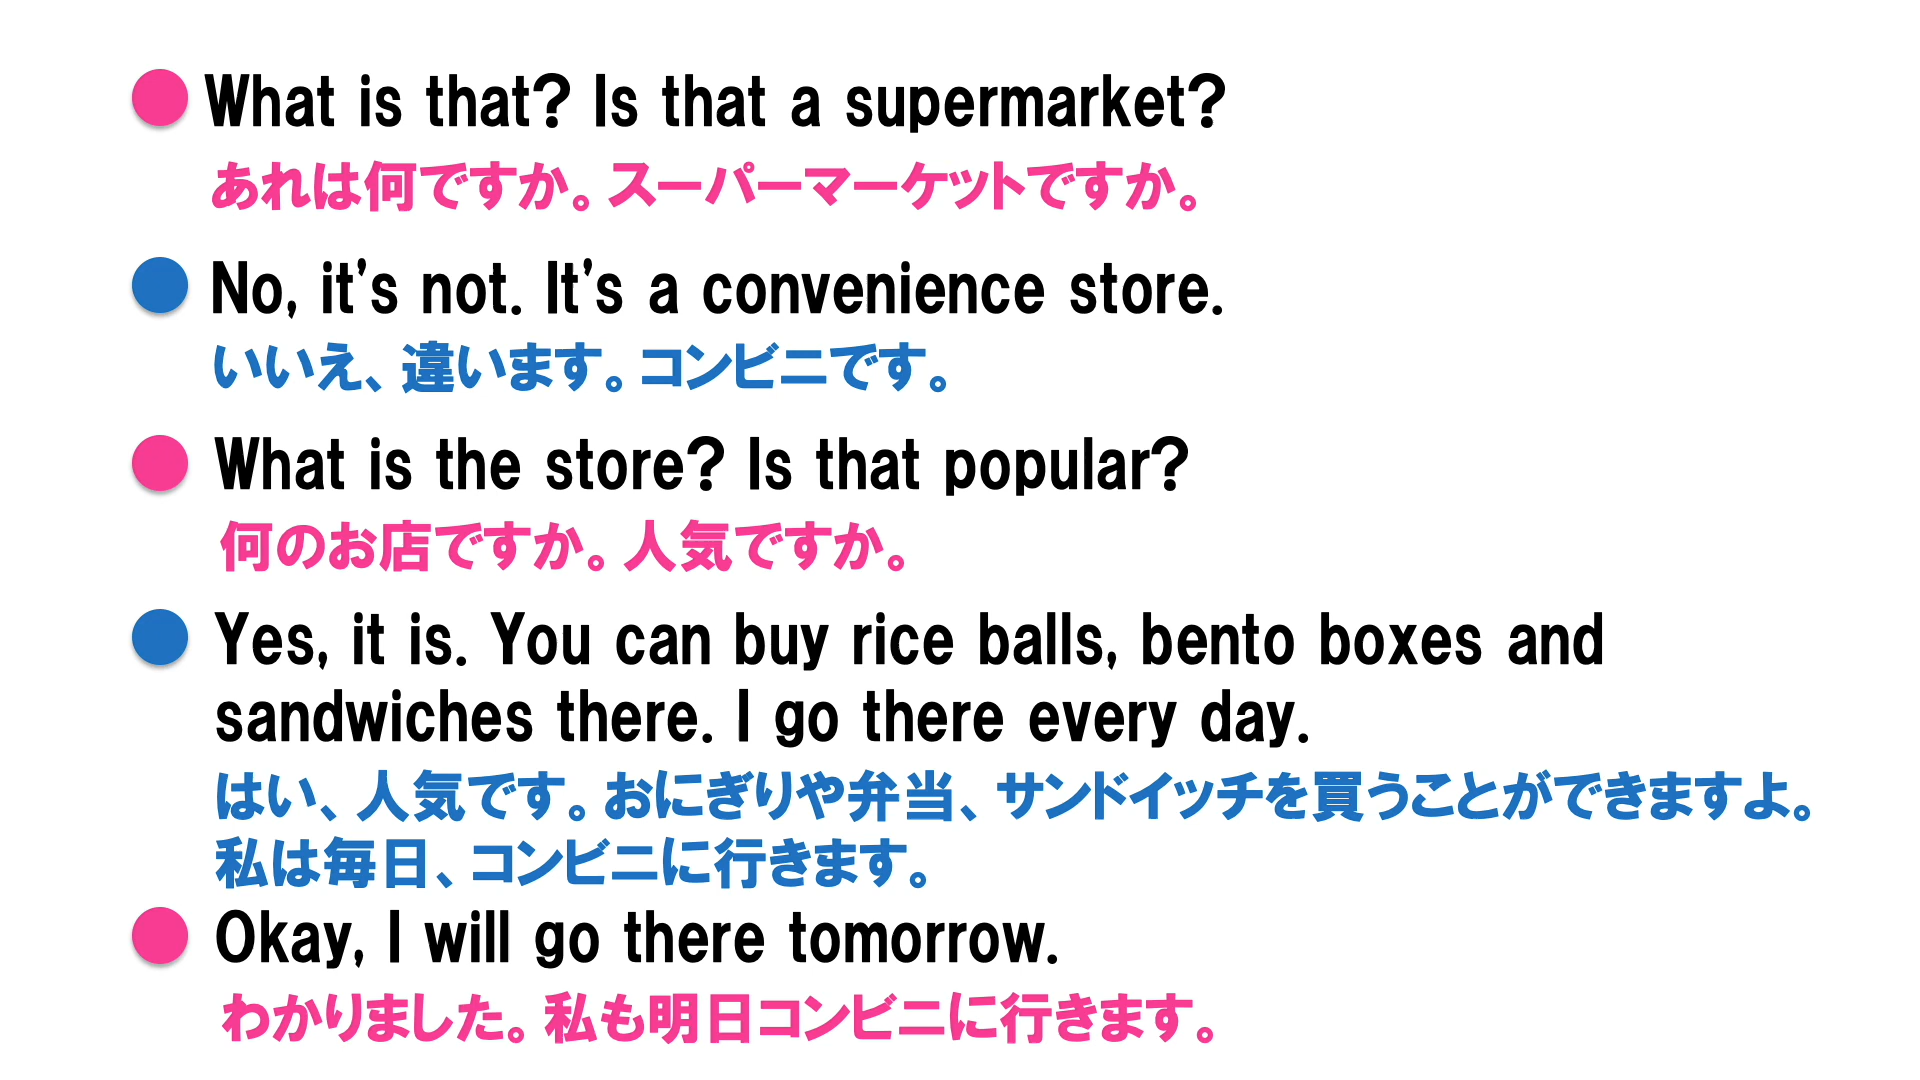 What is that? Is that a supermarket?
あれは何ですか。スーパーマーケットですか。
No, it's not. It's a convenience store.
いいえ、違います。コンビニです。
What is the store? Is that popular?
何のお店ですか。人気ですか。
Yes, it is. You can buy rice balls, bento boxes and
sandwiches there. I go there every day.
はい、人気です。おにぎりや弁当、サンドイッチを買うことができますよ。
私は毎日、コンビニに行きます。
Okay, I will go there tomorrow.
わかりました。私も明日コンビニに行きます。